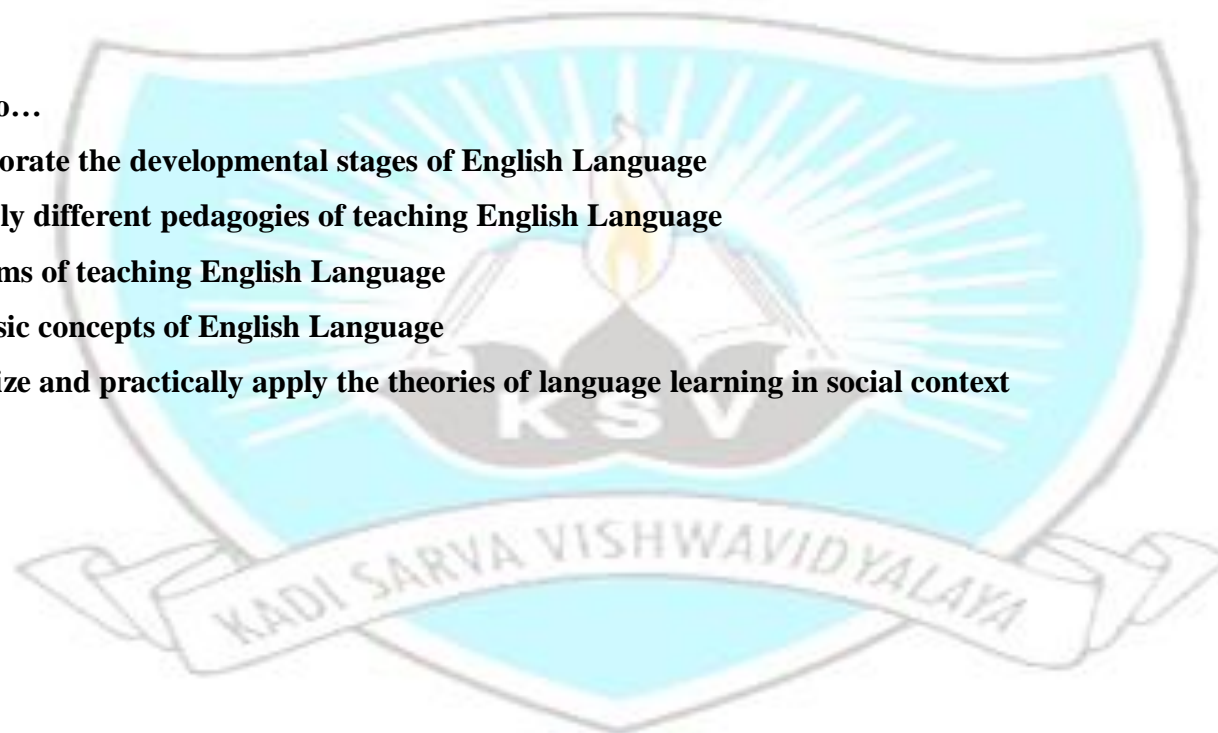 o…
orate the developmental stages of English Language
ly different pedagogies of teaching English Language
ms of teaching English Language
sic concepts of English Language
ize and practically apply the theories of language learning in social context
KSV
KADI SARVA VISHWAVIDYALAYA